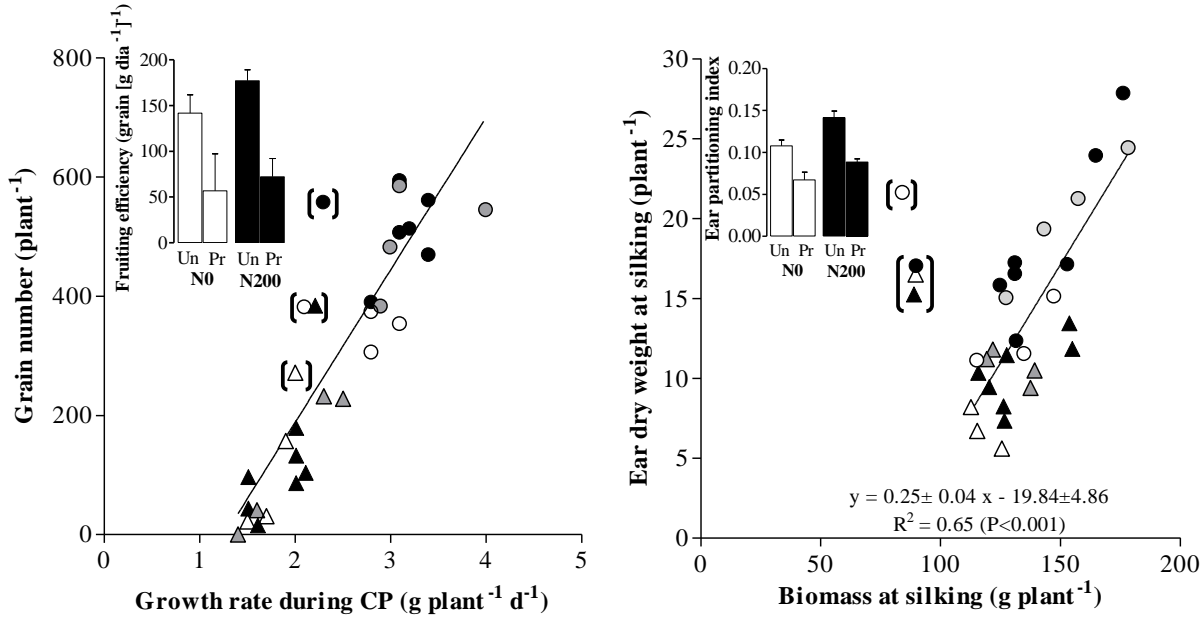 Grain number (plant⁻¹)
800
600
400
200
0
0 1 2 3 4 5
Growth rate during CP (g plant⁻¹ d⁻¹)
Fruiting efficiency (grain [g dia⁻¹]⁻¹)
200
150
100
50
0
Un Pr Un Pr
N0 N200
Ear dry weight at silking (plant⁻¹)
30
25
20
15
10
5
0
0 50 100 150 200
Biomass at silking (g plant⁻¹)
Ear partitioning index
0.20
0.15
0.10
0.05
0.00
Un Pr Un Pr
N0 N200
y = 0.25± 0.04 x - 19.84±4.86
R² = 0.65 (P<0.001)